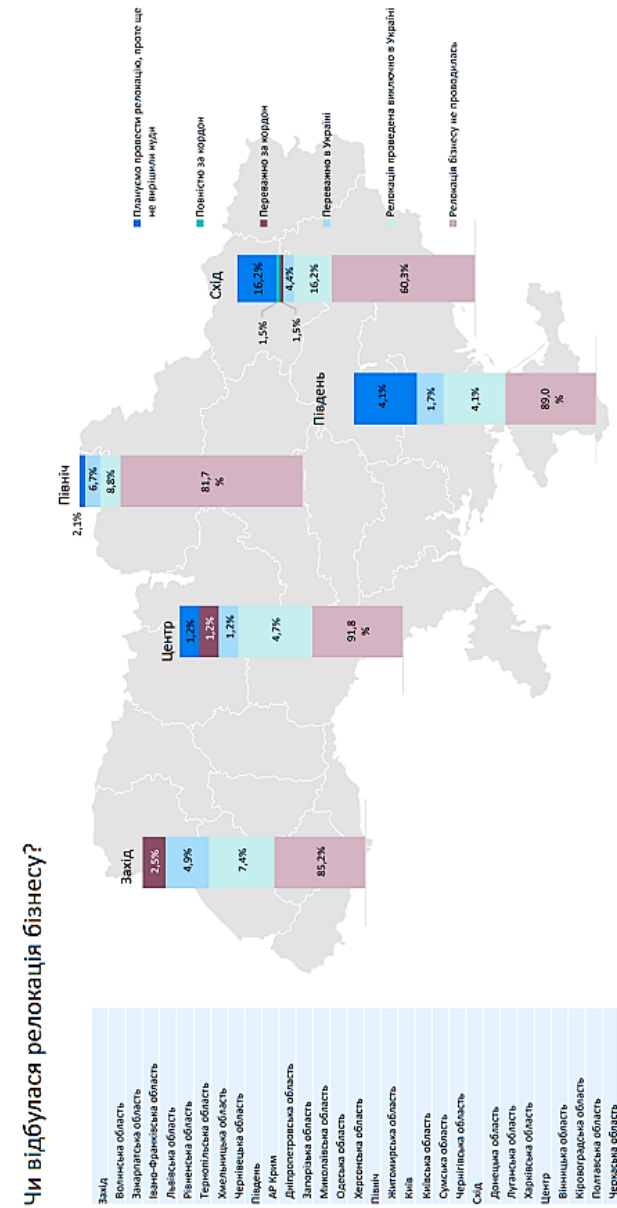 Чи відбулася релокація бізнесу?
Захід
Волинська область
Закарпатська область
Івано-Франківська область
Львівська область
Рівненська область
Тернопільська область
Хмельницька область
Чернівецька область
Південь
АР Крим
Дніпропетровська область
Запорізька область
Миколаївська область
Одеська область
Херсонська область
Північ
Житомирська область
Київ
Київська область
Сумська область
Чернігівська область
Схід
Донецька область
Луганська область
Харківська область
Центр
Вінницька область
Кіровоградська область
Полтавська область
Черкаська область
Захід
2,5%
4,9%
7,4%
85,2%
Центр
1,2%
1,2%
1,2%
4,7%
91,8
%
Північ
2,1%
6,7%
8,8%
81,7
%
Південь
4,1%
1,7%
4,1%
89,0
%
Схід
16,2%
1,5%
1,5%
4,4%
16,2%
60,3%
Плануємо провести релокацію, проте ще
не вирішили куди
Повністю за кордон
Переважно за кордон
Переважно в Україні
Релокація проведена виключно в Україні
Релокація бізнесу не проводилась